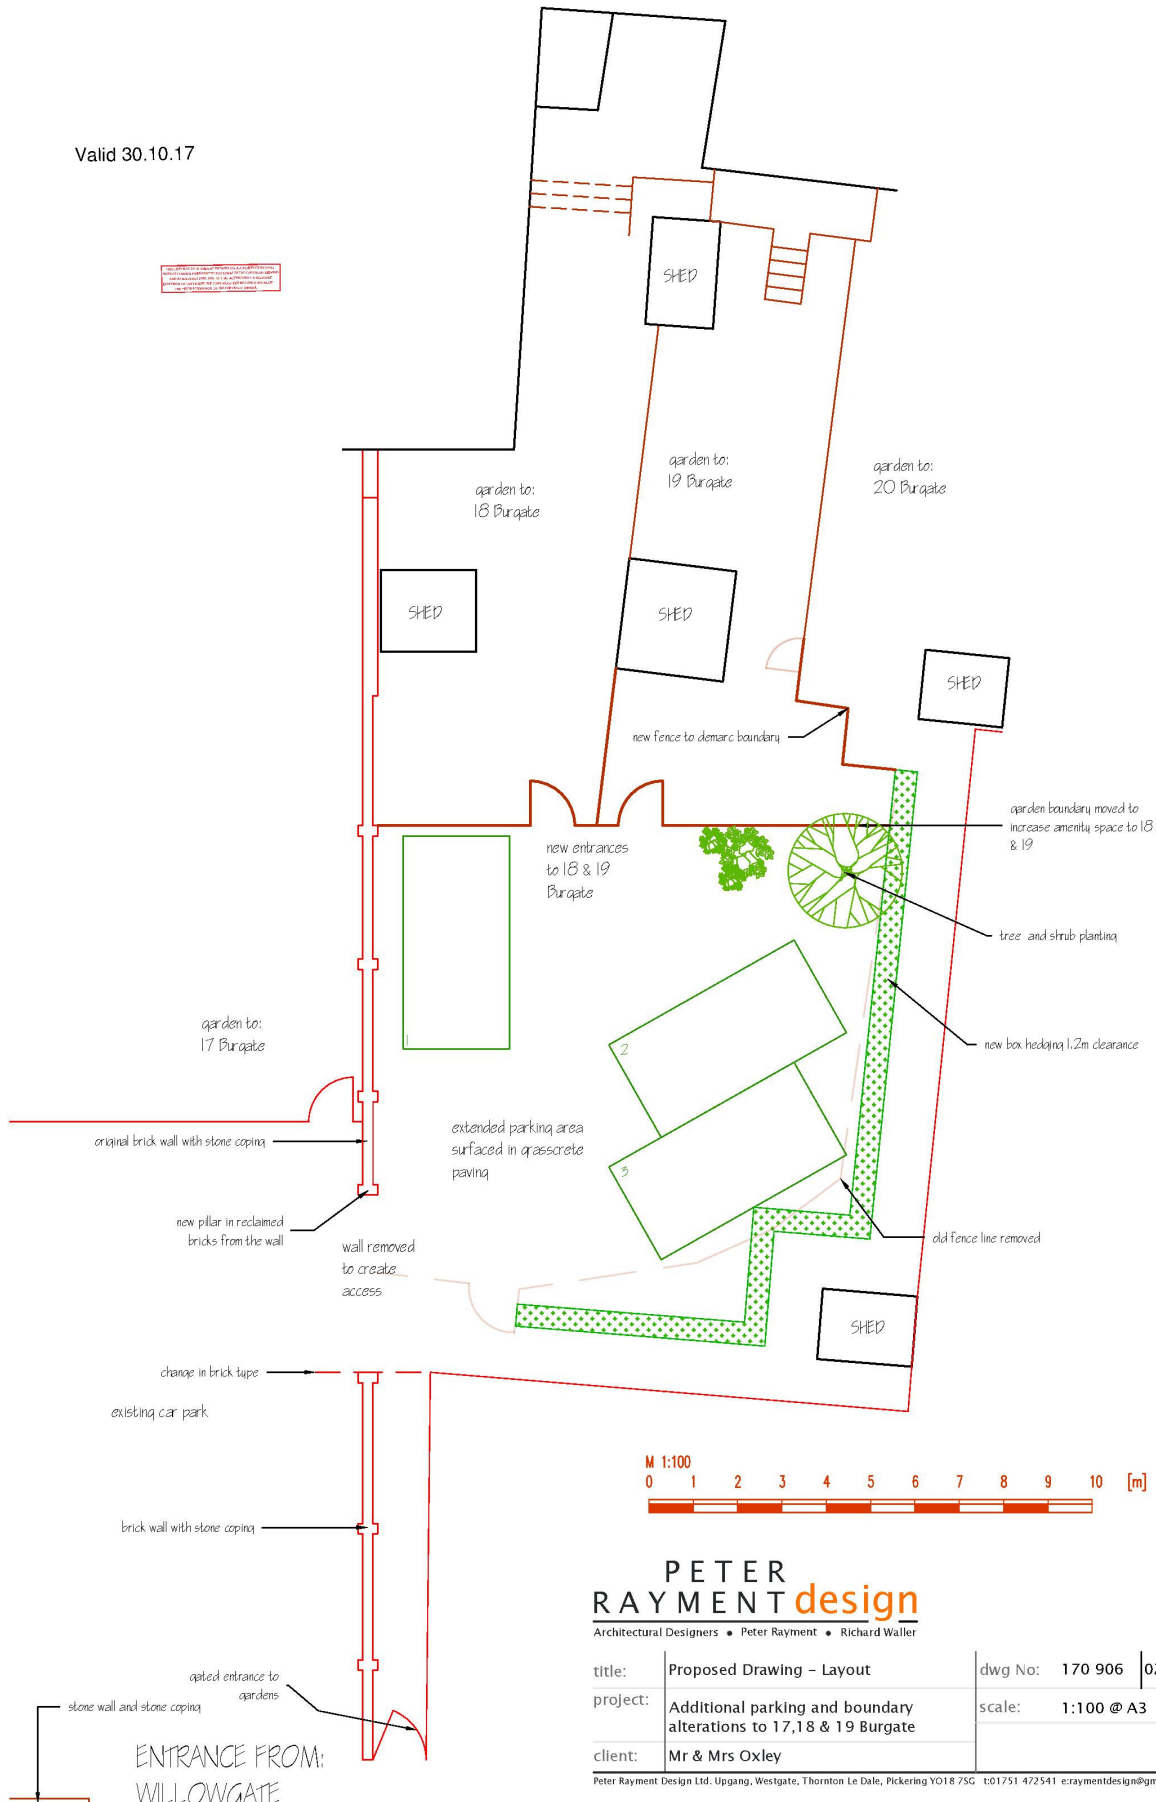 Valid 30.10.17
SHED
garden to:
18 Burgate
garden to:
19 Burgate
garden to:
20 Burgate
SHED
SHED
SHED
new fence to demarc boundary
garden boundary moved to
increase amenity space to 18
& 19
new entrances
to 18 & 19
Burgate
tree and shrub planting
garden to:
17 Burgate
1
2
new box hedging 1.2m clearance
original brick wall with stone coping
extended parking area
surfaced in grasscrete
paving
3
new pillar in reclaimed
bricks from the wall
wall removed
to create
access
old fence line removed
SHED
change in brick type
existing car park
M 1:100
0 1 2 3 4 5 6 7 8 9 10 [m]
brick wall with stone coping
PETER
RAYMENT design
Architectural Designers • Peter Rayment • Richard Waller
gated entrance to
gardens
stone wall and stone coping
ENTRANCE FROM:
WILLOWGATE
title: Proposed Drawing – Layout dwg No: 170 906
project: Additional parking and boundary
alterations to 17,18 & 19 Burgate
scale: 1:100 @ A3
client: Mr & Mrs Oxley
Peter Rayment Design Ltd. Upgang, Westgate, Thornton Le Dale, Pickering YO18 7SG t:01751 472541 e:raymentdesign@gm